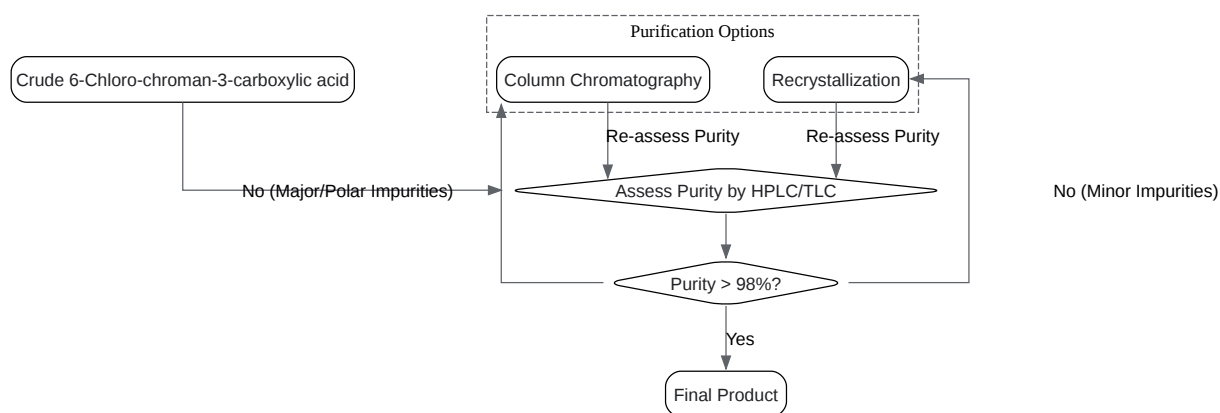 Purification Options
Crude 6-Chloro-chroman-3-carboxylic acid
Column Chromatography
Recrystallization
Re-assess Purity
Re-assess Purity
No (Major/Polar Impurities)
Assess Purity by HPLC/TLC
No (Minor Impurities)
Purity > 98%?
Yes
Final Product